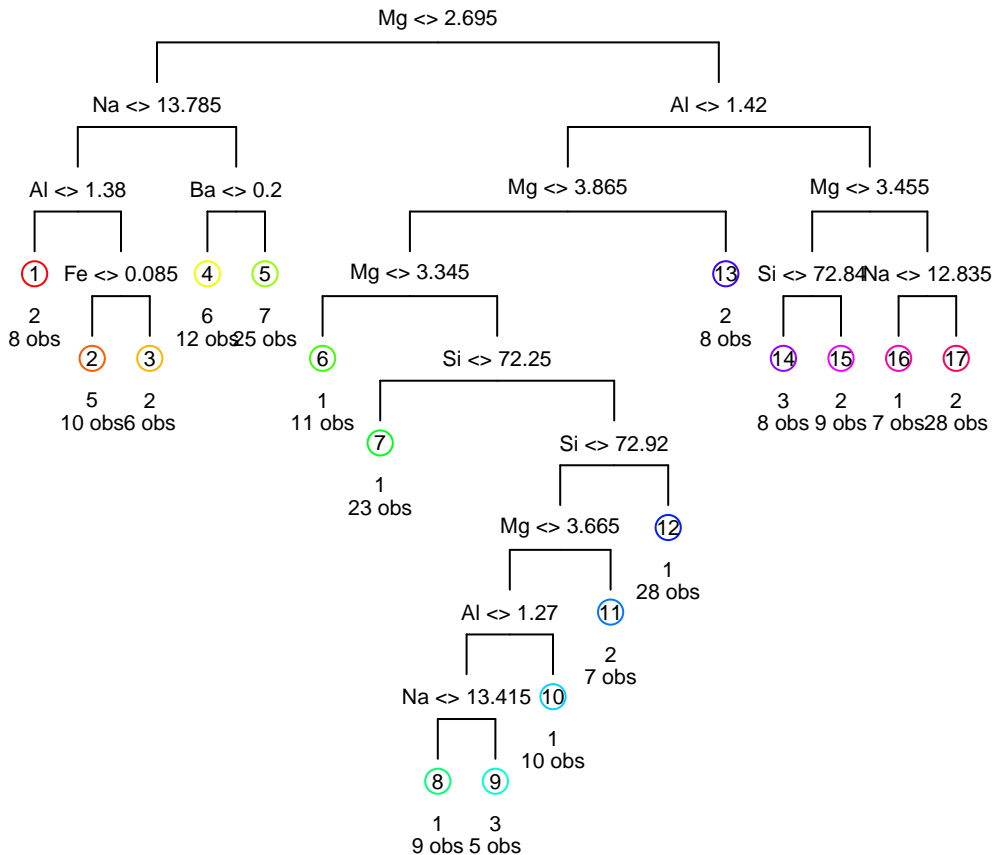 Mg <> 2.695
Na <> 13.785
Al <> 1.42
Al <> 1.38
Ba <> 0.2
Mg <> 3.865
Mg <> 3.455
1
2
8 obs
Fe <> 0.085
4
6
12 obs
5
7
25 obs
Mg <> 3.345
13
2
8 obs
Si <> 72.84
Na <> 12.835
2
5
10 obs
3
2
6 obs
6
1
11 obs
Si <> 72.25
14
3
8 obs
15
2
9 obs
16
1
7 obs
17
2
28 obs
7
1
23 obs
Si <> 72.92
Mg <> 3.665
12
1
28 obs
Al <> 1.27
11
2
7 obs
Na <> 13.415
10
1
10 obs
8
1
9 obs
9
3
5 obs